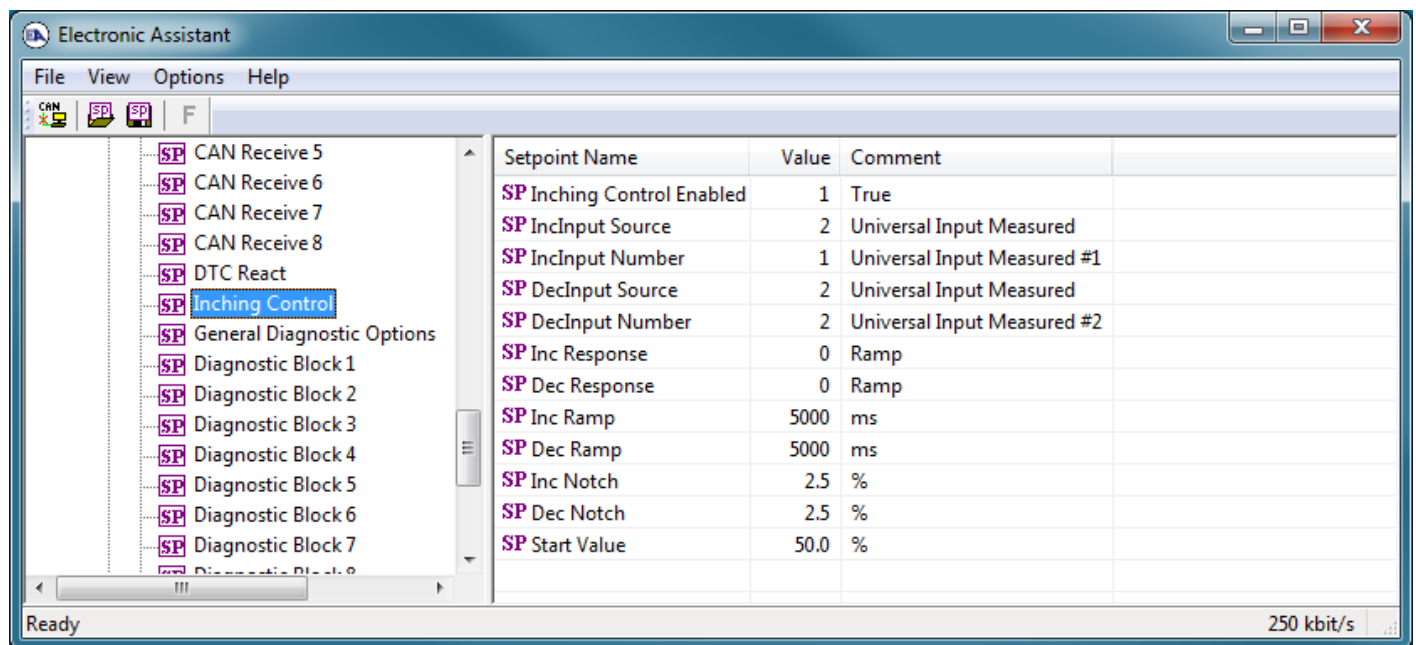 Electronic Assistant
File View Options Help
CAN
SP
SP
F
SP CAN Receive 5
SP CAN Receive 6
SP CAN Receive 7
SP CAN Receive 8
SP DTC React
SP Inching Control
SP General Diagnostic Options
SP Diagnostic Block 1
SP Diagnostic Block 2
SP Diagnostic Block 3
SP Diagnostic Block 4
SP Diagnostic Block 5
SP Diagnostic Block 6
SP Diagnostic Block 7
SP Diagnostic Block 8
Setpoint Name Value Comment
SP Inching Control Enabled 1 True
SP IncInput Source 2 Universal Input Measured
SP IncInput Number 1 Universal Input Measured #1
SP DecInput Source 2 Universal Input Measured
SP DecInput Number 2 Universal Input Measured #2
SP Inc Response 0 Ramp
SP Dec Response 0 Ramp
SP Inc Ramp 5000 ms
SP Dec Ramp 5000 ms
SP Inc Notch 2.5 %
SP Dec Notch 2.5 %
SP Start Value 50.0 %
Ready 250 kbit/s